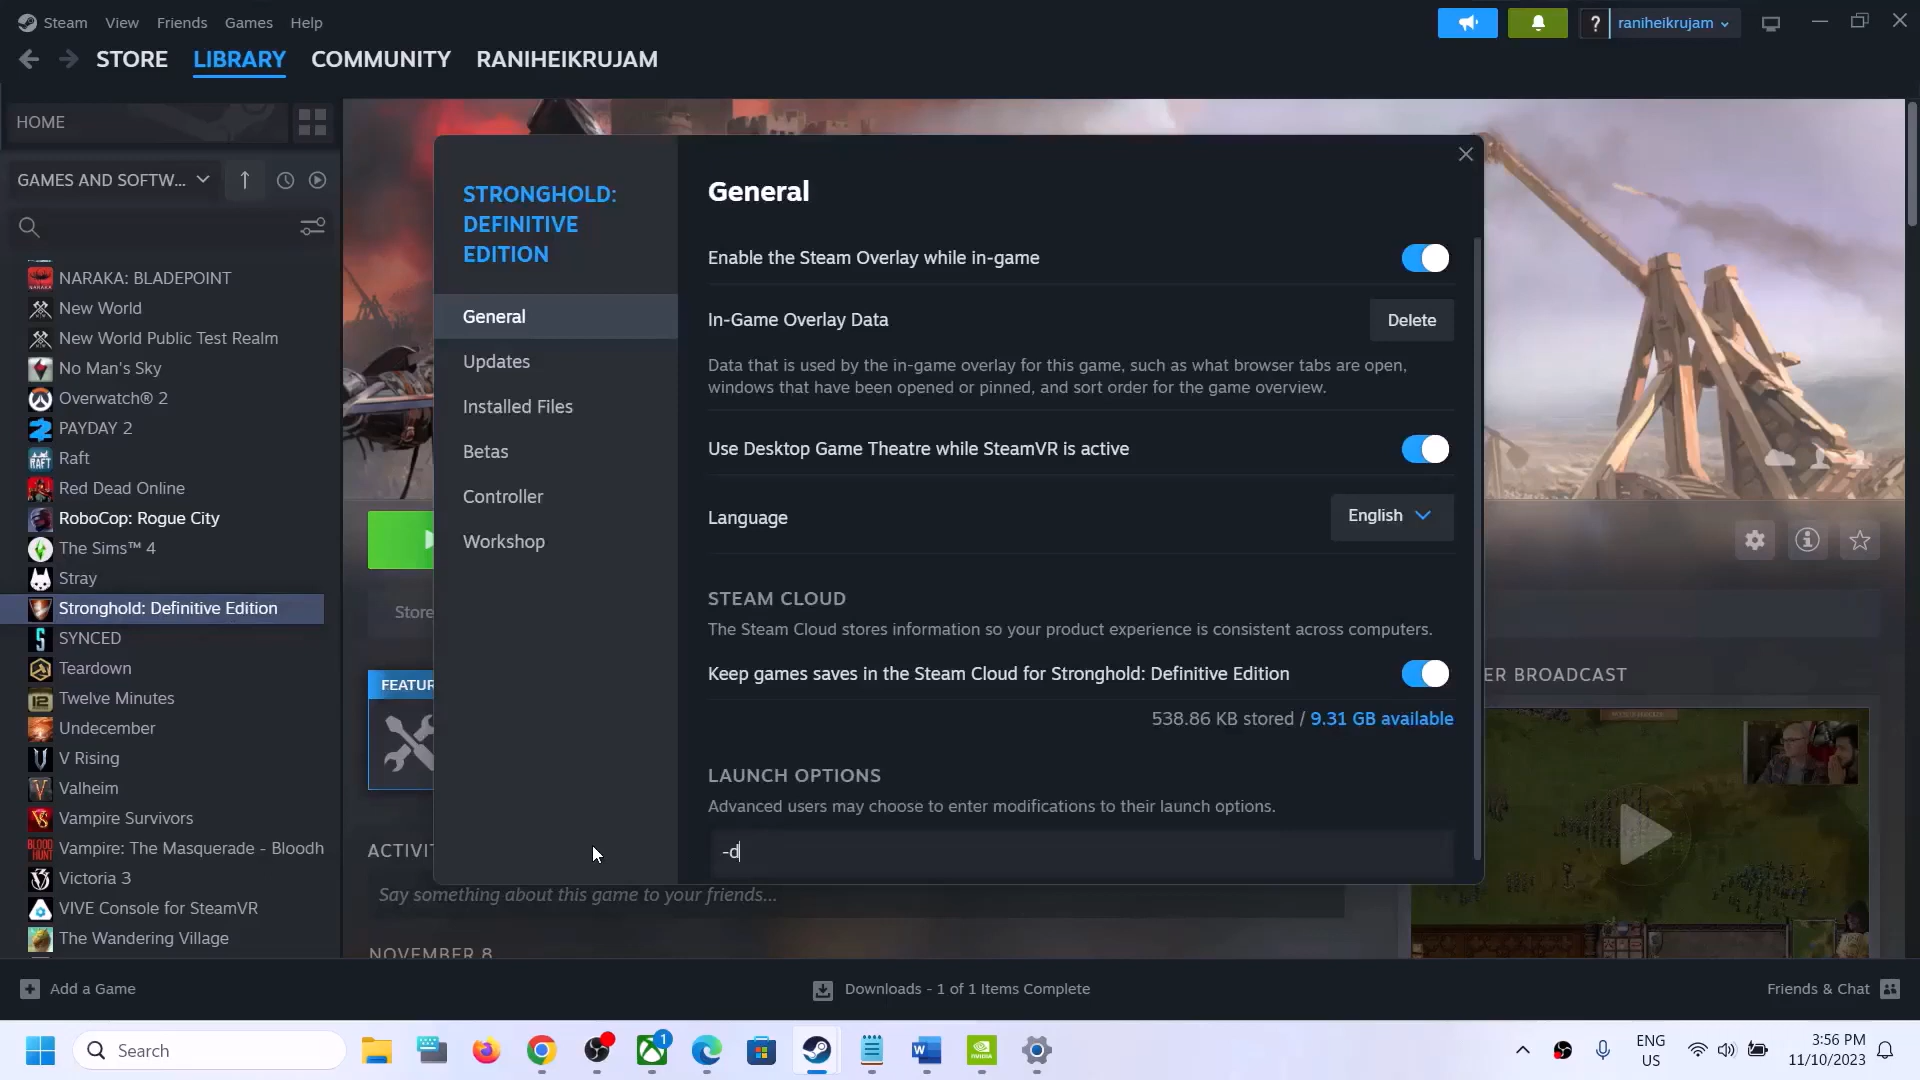 Steam View Friends Games Help
? raniheikrujam
STORE LIBRARY COMMUNITY RANIHEIKRUJAM
HOME
GAMES AND SOFTW...
NARAKA: BLADEPOINT
New World
New World Public Test Realm
No Man's Sky
Overwatch® 2
PAYDAY 2
Raft
Red Dead Online
RoboCop: Rogue City
The Sims™ 4
Stray
Stronghold: Definitive Edition
SYNCED
Teardown
Twelve Minutes
Undecember
V Rising
Valheim
Vampire Survivors
Vampire: The Masquerade - Bloodh
Victoria 3
VIVE Console for SteamVR
The Wandering Village
STRONGHOLD:
DEFINITIVE
EDITION
General
Updates
Installed Files
Betas
Controller
Workshop
General
Enable the Steam Overlay while in-game
In-Game Overlay Data
Delete
Data that is used by the in-game overlay for this game, such as what browser tabs are open,
windows that have been opened or pinned, and sort order for the game overview.
Use Desktop Game Theatre while SteamVR is active
Language
English
STEAM CLOUD
The Steam Cloud stores information so your product experience is consistent across computers.
Keep games saves in the Steam Cloud for Stronghold: Definitive Edition
538.86 KB stored / 9.31 GB available
LAUNCH OPTIONS
Advanced users may choose to enter modifications to their launch options.
-d
Store
FEATUR
ACTIVIT
Say something about this game to your friends...
NOVEMBER 8
ER BROADCAST
Add a Game
Downloads - 1 of 1 Items Complete
Friends & Chat
Search
1
ENG
US
3:56 PM
11/10/2023